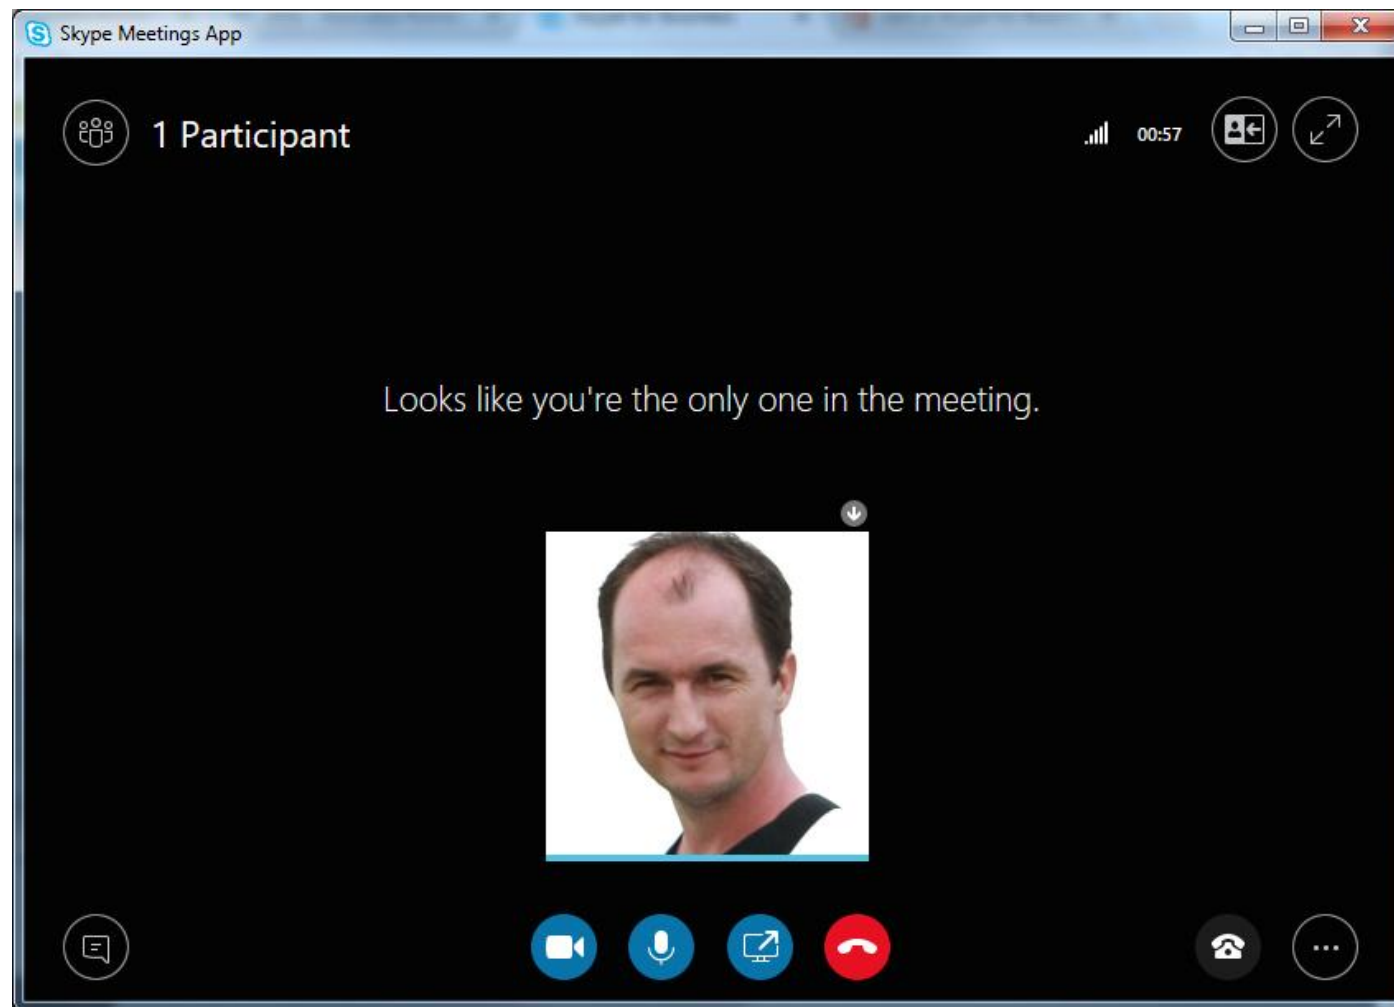 Skype Meetings App
1 Participant
00:57
Looks like you're the only one in the meeting.